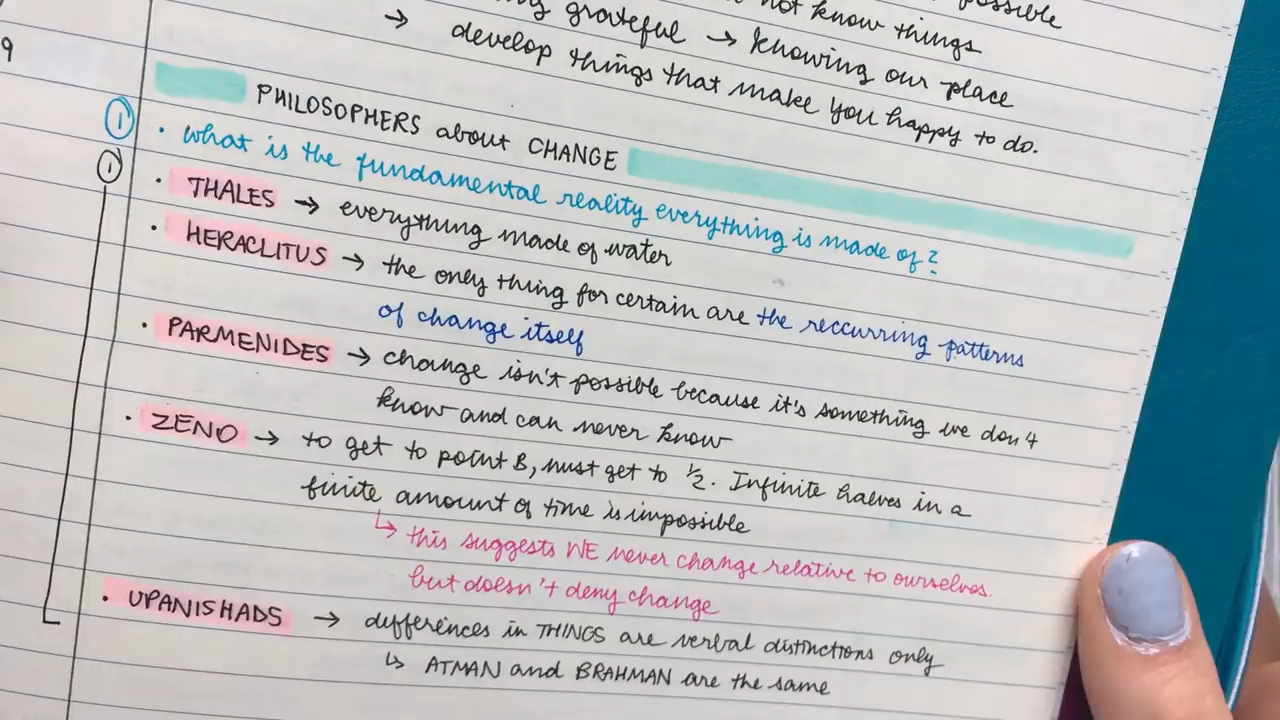 possible
not know things
grateful → knowing our place
→ develop things that make you happy to do.
9
PHILOSOPHERS about CHANGE
1 • what is the fundamental reality everything is made of?
1 • THALES → everything made of water
• HERACLITUS → the only thing for certain are the reccurring patterns
of change itself
• PARMENIDES → change isn't possible because it's something we don't
know and can never know
• ZENO → to get to point B, must get to 1/2. Infinite halves in a
finite amount of time is impossible
↳ this suggests WE never change relative to ourselves.
but doesn't deny change
• UPANISHADS → differences in THINGS are verbal distinctions only
↳ ATMAN and BRAHMAN are the same